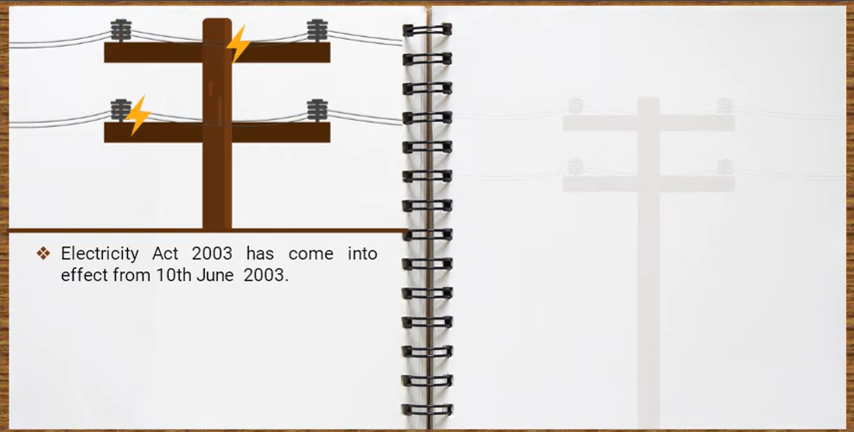 Electricity Act 2003 has come into
effect from 10th June 2003.